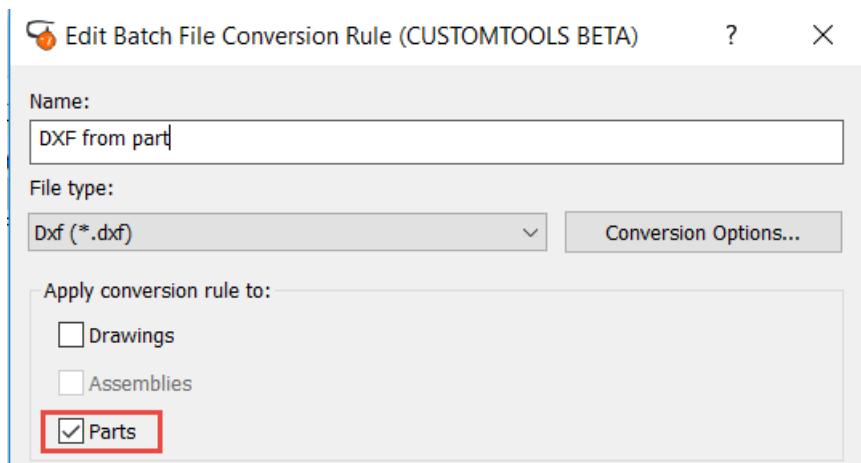 Edit Batch File Conversion Rule (CUSTOMTOOLS BETA) ?
Name:
DXF from part
File type:
Dxf (*.dxf)
Conversion Options...
Apply conversion rule to:
Drawings
Assemblies
Parts